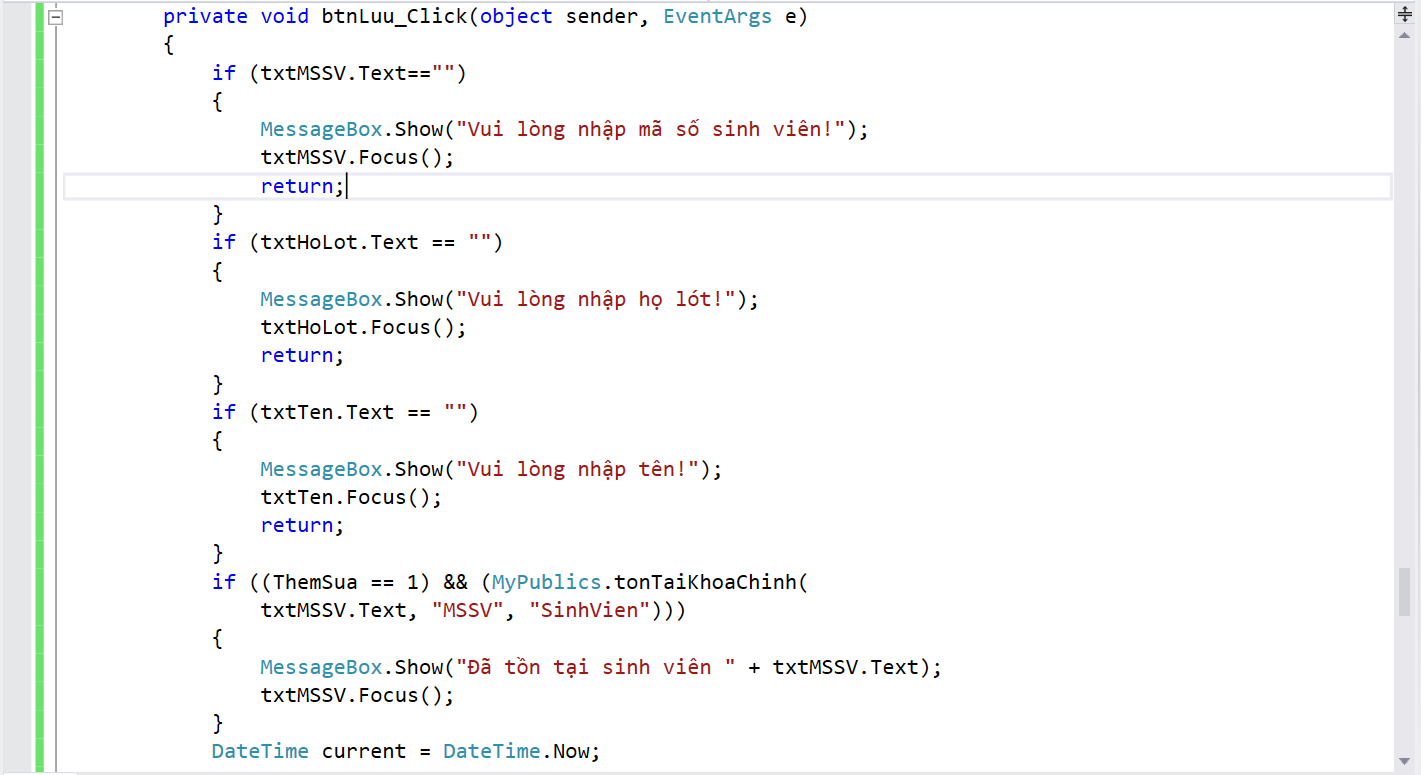 private void btnLuu_Click(object sender, EventArgs e)
{
if (txtMSSV.Text=="")
{
MessageBox.Show("Vui lòng nhập mã số sinh viên!");
txtMSSV.Focus();
return;
}
if (txtHoLot.Text == "")
{
MessageBox.Show("Vui lòng nhập họ lót!");
txtHoLot.Focus();
return;
}
if (txtTen.Text == "")
{
MessageBox.Show("Vui lòng nhập tên!");
txtTen.Focus();
return;
}
if ((ThemSua == 1) && (MyPublics.tonTaiKhoaChinh(
txtMSSV.Text, "MSSV", "SinhVien")))
{
MessageBox.Show("Đã tồn tại sinh viên " + txtMSSV.Text);
txtMSSV.Focus();
}
DateTime current = DateTime.Now;